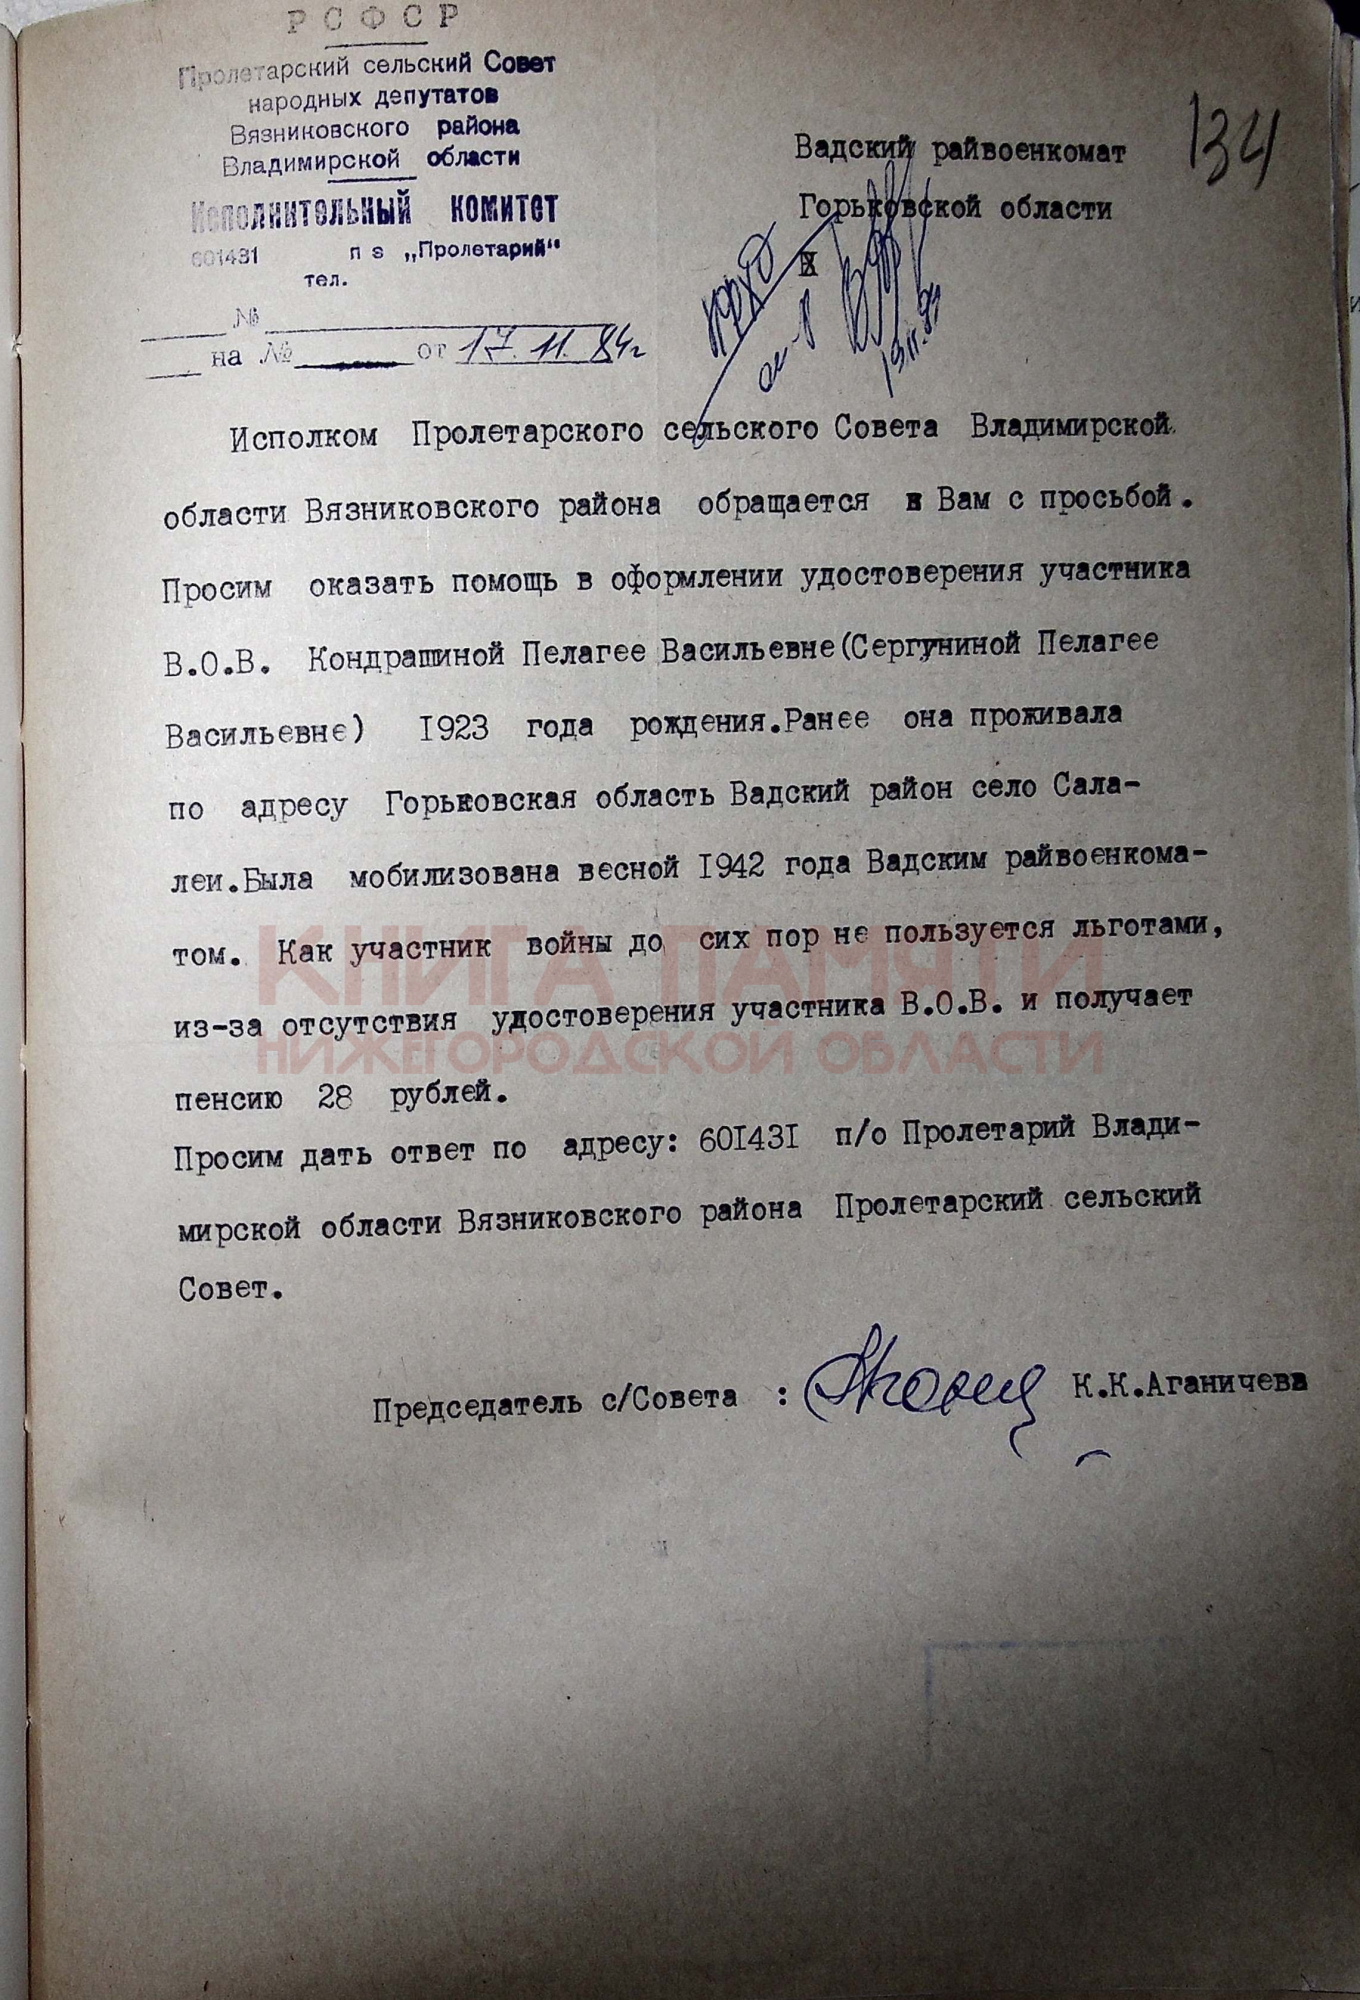 РСФСР
Пролетарский сельский Совет
народных депутатов
Вязниковского района
Владимирской области
Исполнительный комитет
601431 п з „Пролетарий“
тел.
№
на № от 17.11.84г
134
Вадский райвоенкомат
Горьковской области
Исполком Пролетарского сельского Совета Владимирской
области Вязниковского района обращается к Вам с просьбой.
Просим оказать помощь в оформлении удостоверения участника
В.О.В. Кондрашиной Пелагее Васильевне(Сергуниной Пелагее
Васильевне) 1923 года рождения.Ранее она проживала
по адресу Горьковская область Вадский район село Сала-
леи.Была мобилизована весной 1942 года Вадским райвоенкома-
том. Как участник войны до сих пор не пользуется льготами,
из-за отсутствия удостоверения участника В.О.В. и получает
пенсию 28 рублей.
Просим дать ответ по адресу: 601431 п/о Пролетарий Влади-
мирской области Вязниковского района Пролетарский сельский
Совет.
Председатель с/Совета : К.К.Аганичева
КНИГА ПАМЯТИ
НИЖЕГОРОДСКОЙ ОБЛАСТИ